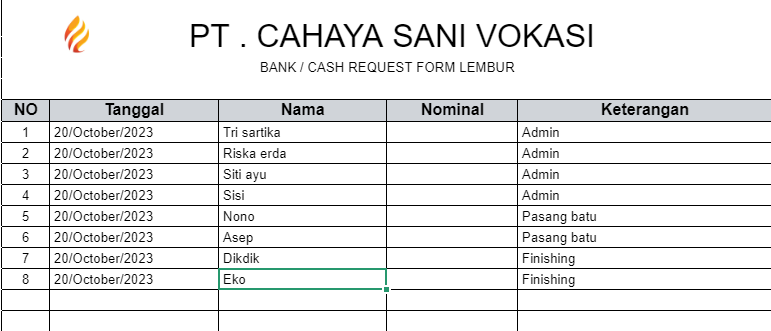 PT . CAHAYA SANI VOKASI
BANK / CASH REQUEST FORM LEMBUR
NO Tanggal Nama Nominal Keterangan
1 20/October/2023 Tri sartika Admin
2 20/October/2023 Riska erda Admin
3 20/October/2023 Siti ayu Admin
4 20/October/2023 Sisi Admin
5 20/October/2023 Nono Pasang batu
6 20/October/2023 Asep Pasang batu
7 20/October/2023 Dikdik Finishing
8 20/October/2023 Eko Finishing